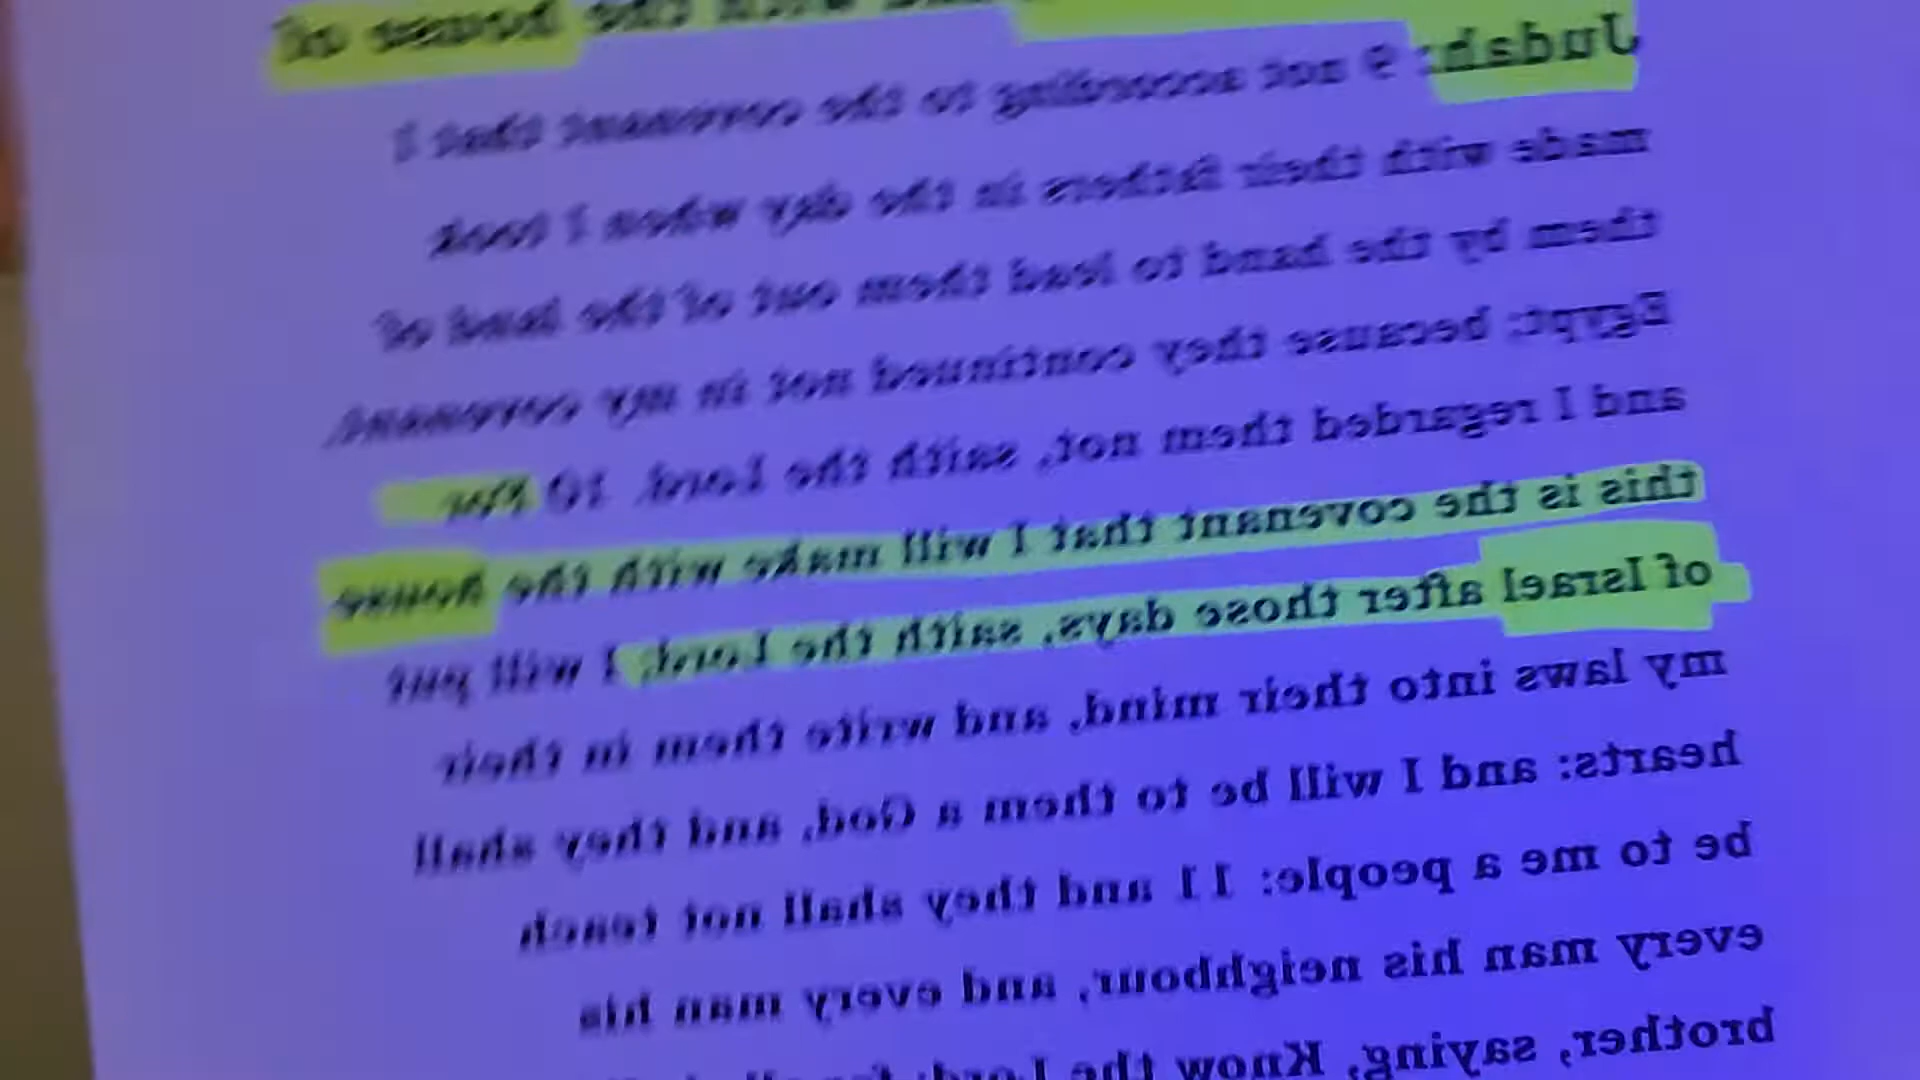 with the house of
Judah: 9 not according to the covenant that I
made with their fathers in the day when I took
them by the hand to lead them out of the land of
Egypt; because they continued not in my covenant,
and I regarded them not, saith the Lord. 10 For
this is the covenant that I will make with the house
of Israel after those days, saith the Lord; I will put
my laws into their mind, and write them in their
hearts: and I will be to them a God, and they shall
be to me a people: 11 and they shall not teach
every man his neighbour, and every man his
brother, saying, Know the Lord: